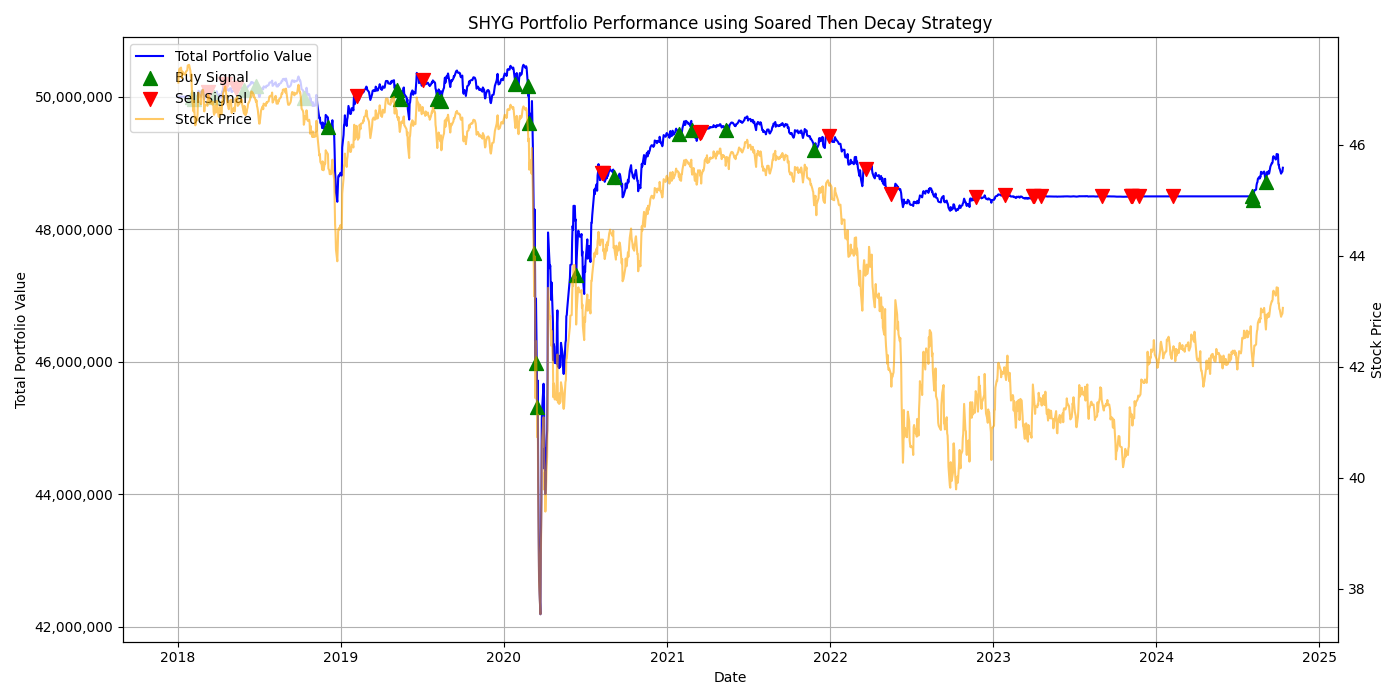 SHYG Portfolio Performance using Soared Then Decay Strategy
Total Portfolio Value
Buy Signal
Sell Signal
Stock Price
50,000,000
48,000,000
46,000,000
44,000,000
42,000,000
Total Portfolio Value
46
44
42
40
38
Stock Price
2018
2019
2020
2021
2022
2023
2024
2025
Date